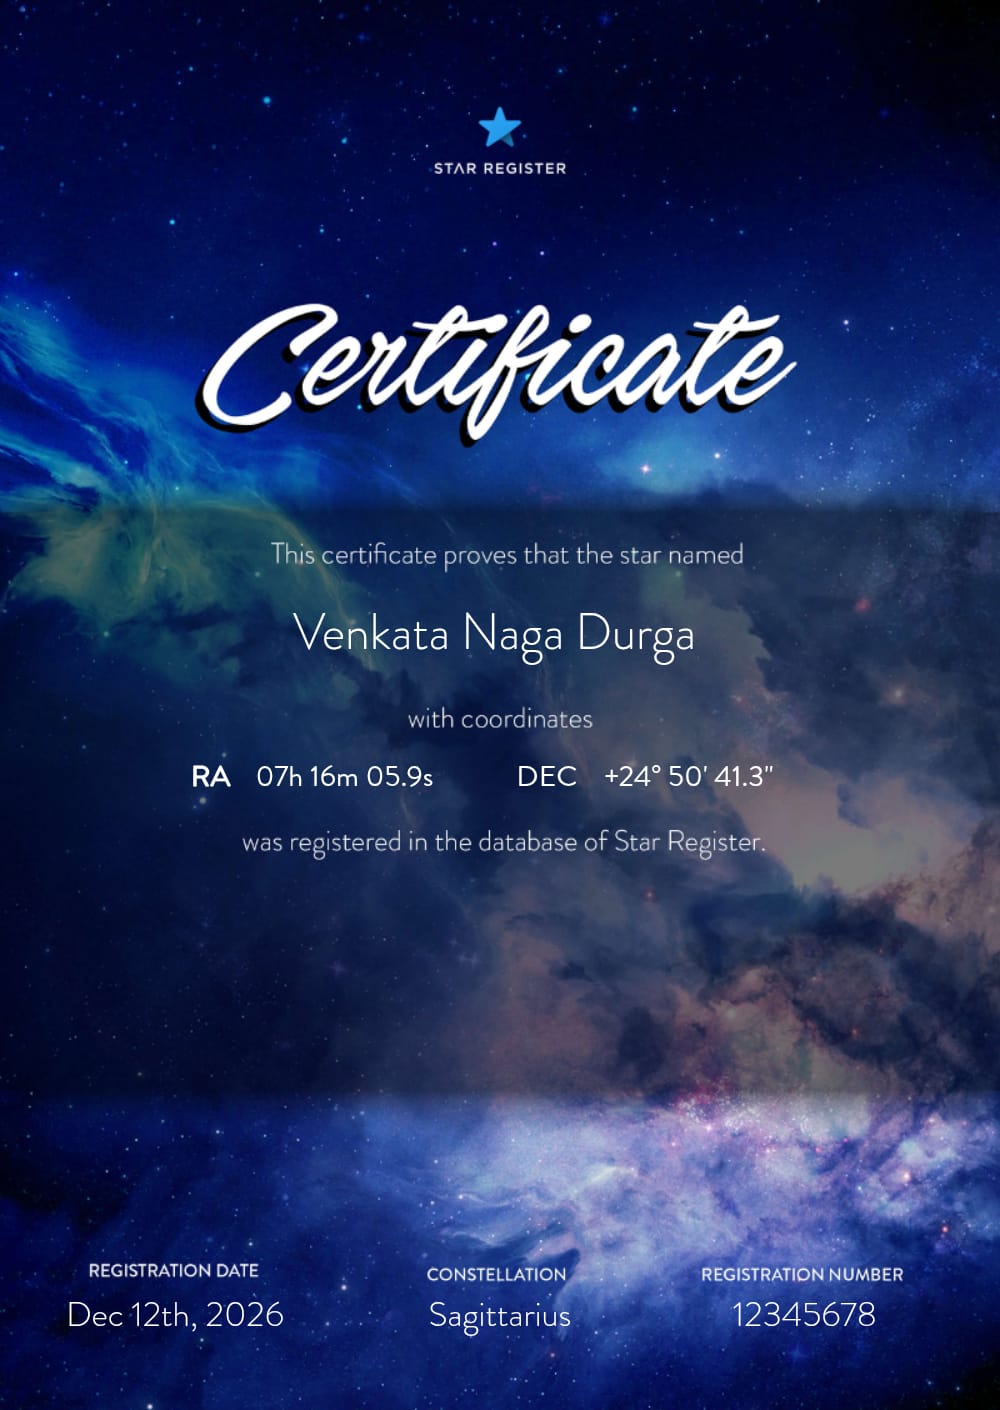 STAR REGISTER
Certificate
This certificate proves that the star named
Venkata Naga Durga
with coordinates
RA 07h 16m 05.9s DEC +24° 50' 41.3"
was registered in the database of Star Register.
REGISTRATION DATE CONSTELLATION REGISTRATION NUMBER
Dec 12th, 2026 Sagittarius 12345678